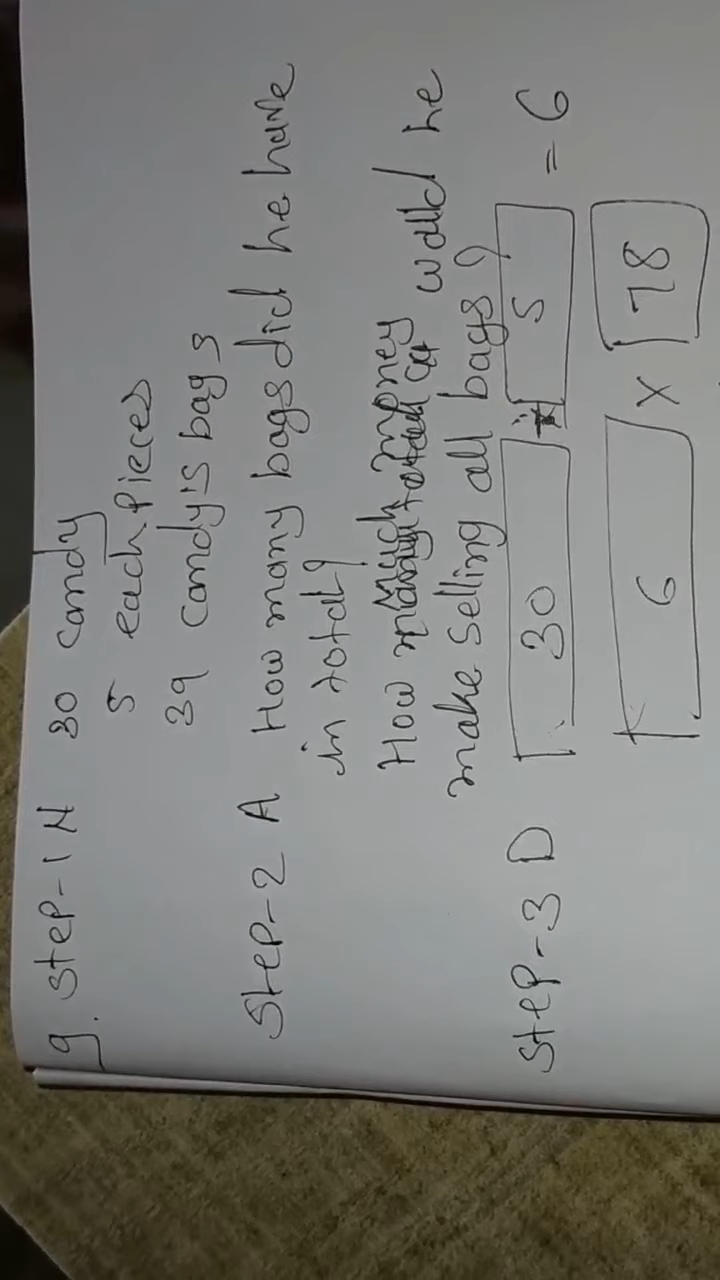 9. Step-1 N 30 candy
5 each Pieces
39 candy's bags
Step-2 A How many bags did he have
in total?
How much money would he
make selling all bags?
Step-3 D 30 ÷ 5 = 6
6 × 78